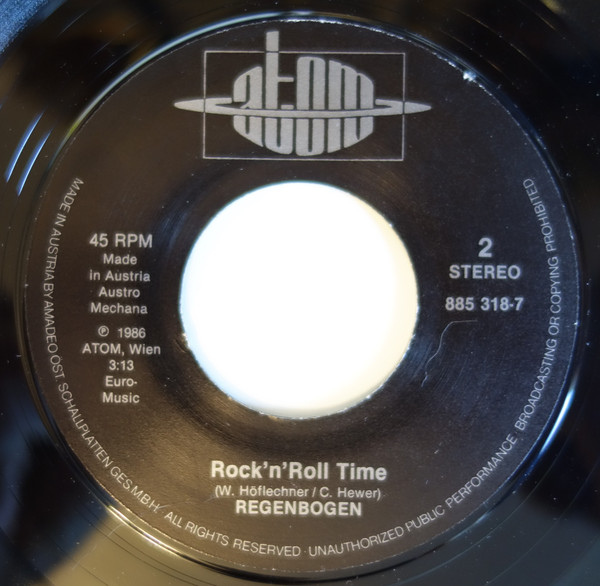 atom
45 RPM
Made
in Austria
Austro
Mechana
℗ 1986
ATOM, Wien
3:13
Euro-
Music
2
STEREO
885 318-7
Rock'n'Roll Time
(W. Höflechner / C. Hewer)
REGENBOGEN
MADE IN AUSTRIA BY AMADEO ÖST. SCHALLPLATTEN GES.M.B.H. ALL RIGHTS RESERVED · UNAUTHORIZED PUBLIC PERFORMANCE, BROADCASTING OR COPYING PROHIBITED